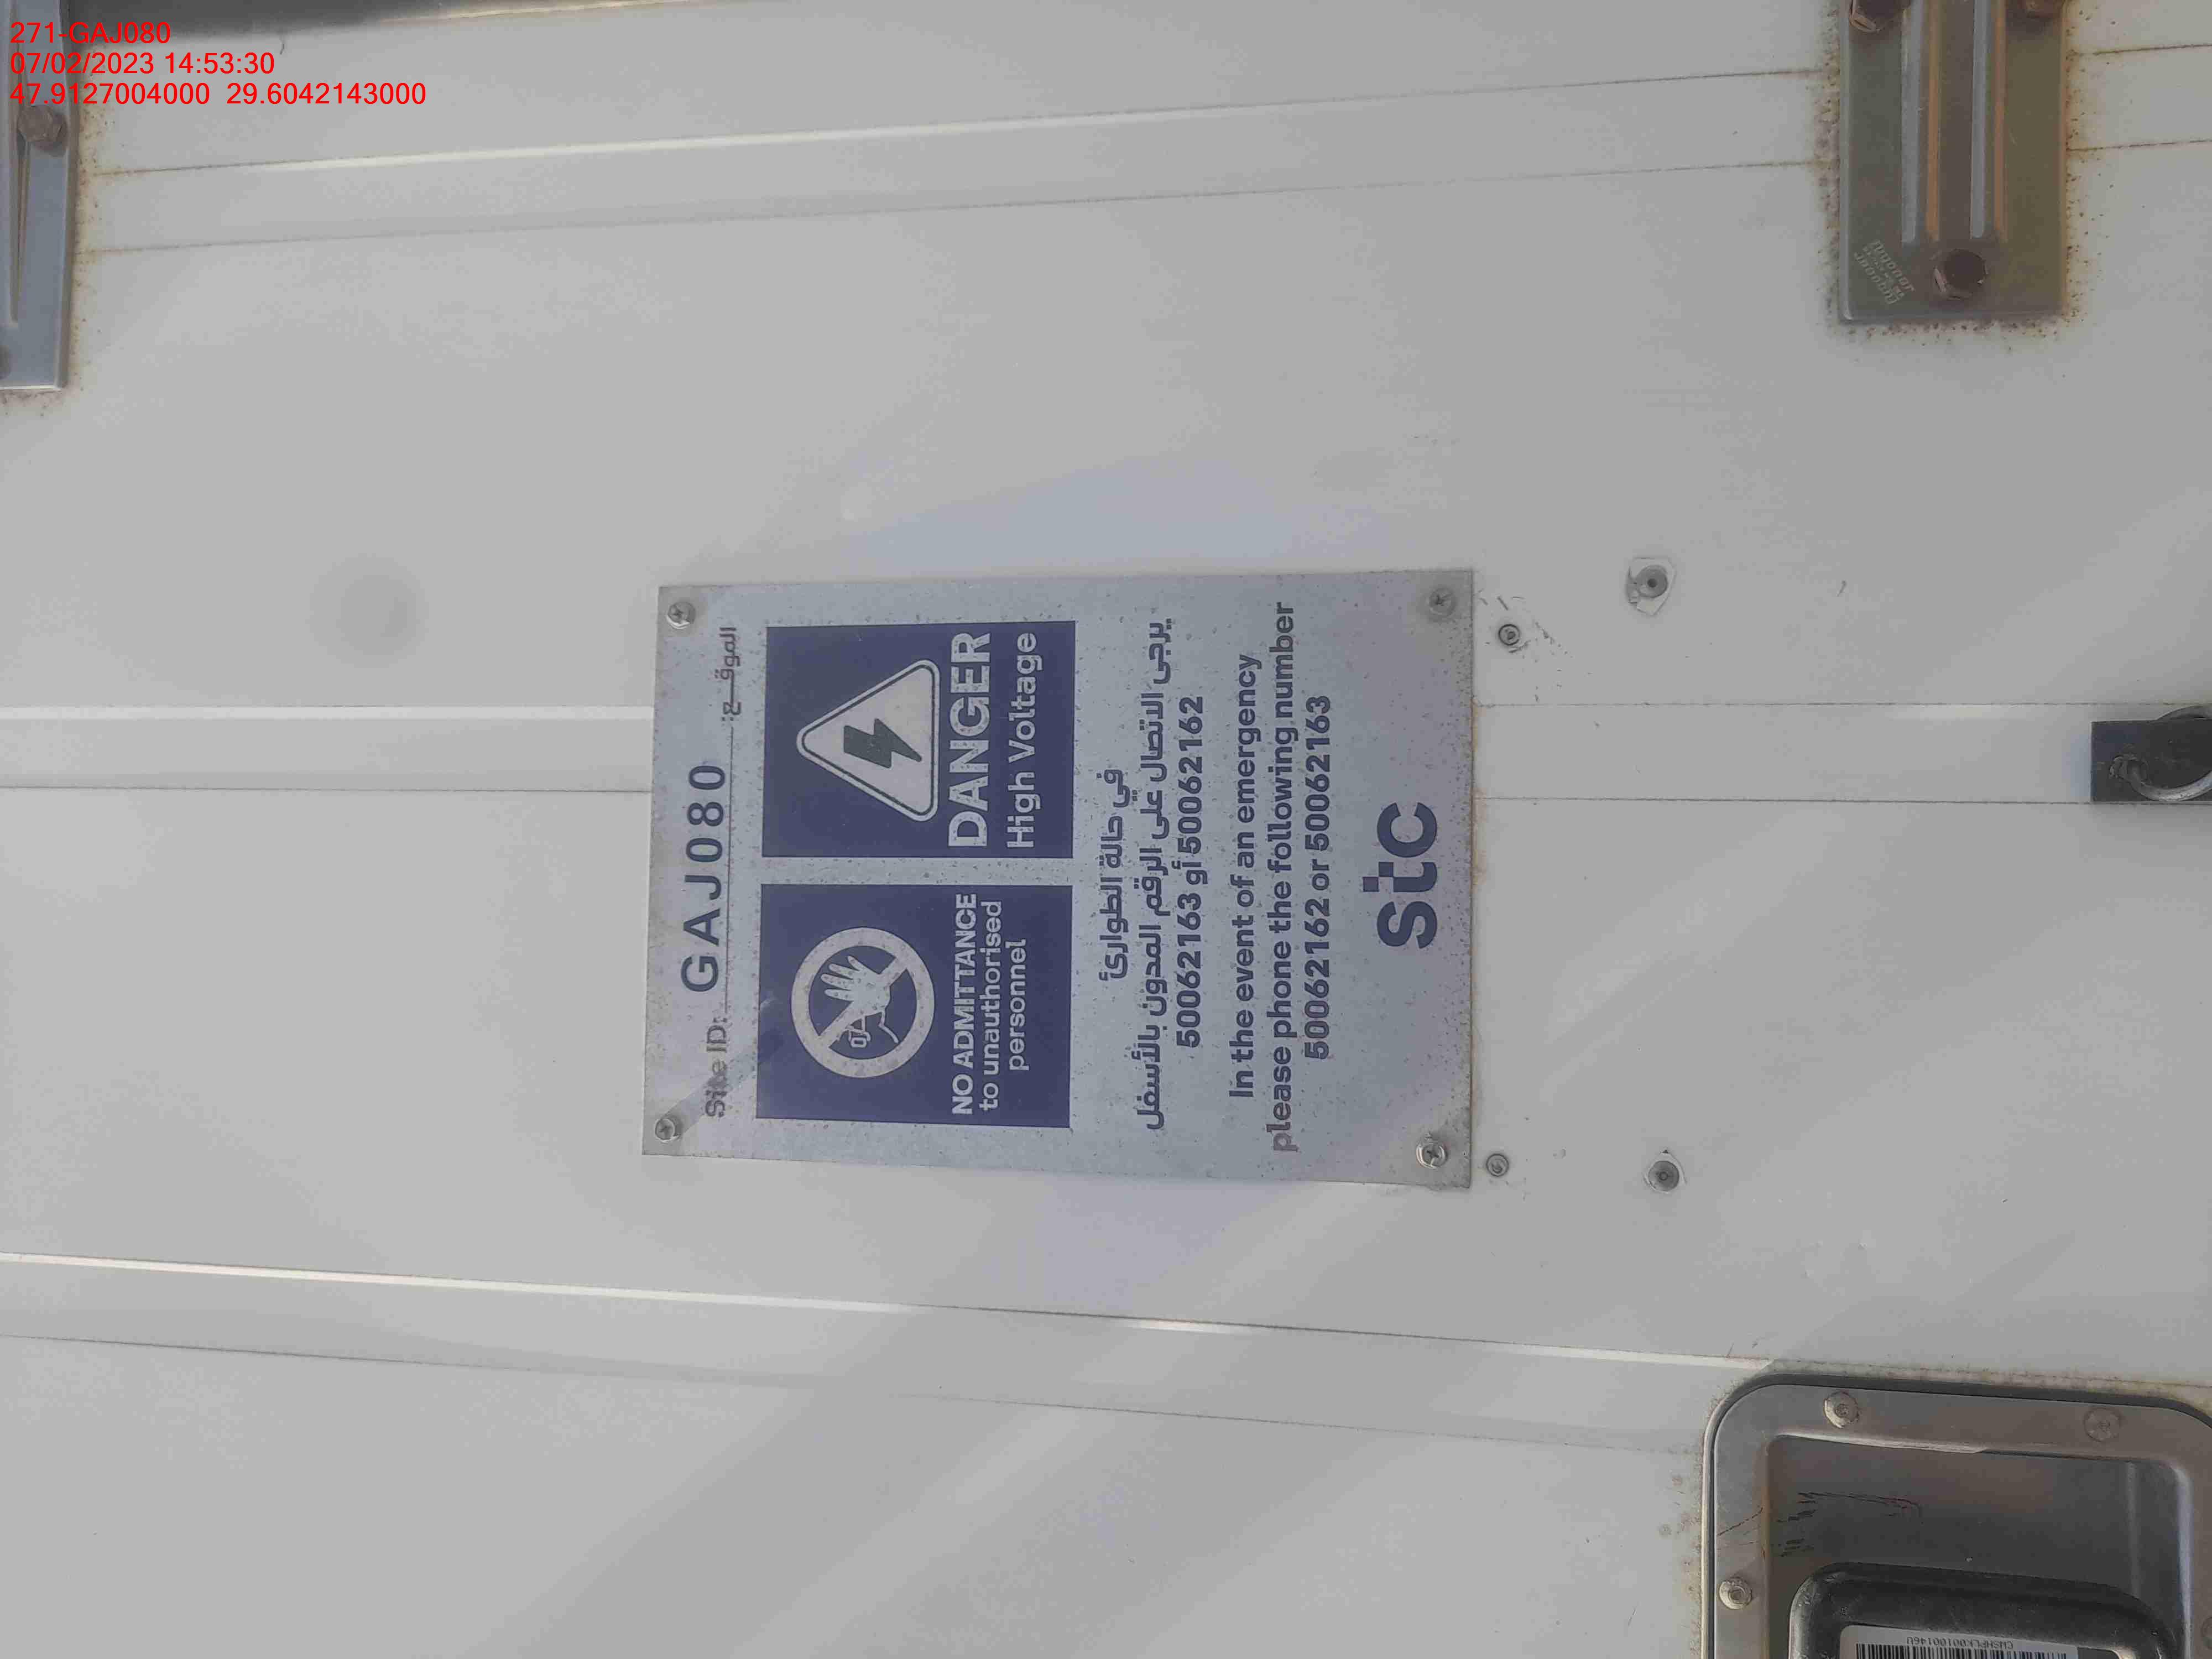 271-GAJ080
07/02/2023 14:53:30
47.9127004000 29.6042143000
Site ID: GAJ080 الموقـــع:
NO ADMITTANCE
to unauthorised
personnel
DANGER
High Voltage
في حالة الطوارئ
يرجى الاتصال على الرقم المدون بالأسفل
50062163 أو 50062162
In the event of an emergency
please phone the following number
50062162 or 50062163
stc